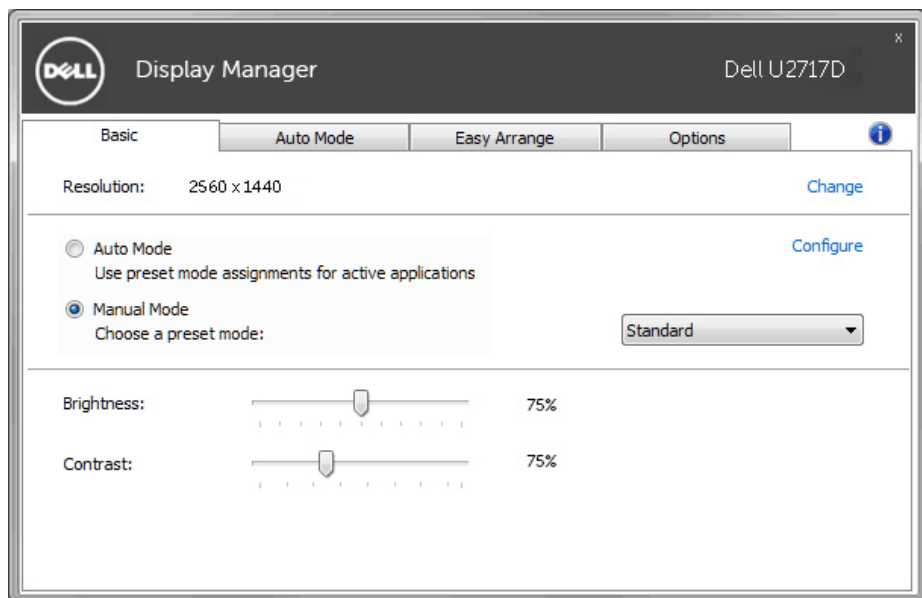 x
DELL Display Manager Dell U2717D
Basic Auto Mode Easy Arrange Options i
Resolution: 2560 x 1440 Change
Auto Mode Configure
Use preset mode assignments for active applications
Manual Mode
Choose a preset mode: Standard
Brightness: 75%
Contrast: 75%